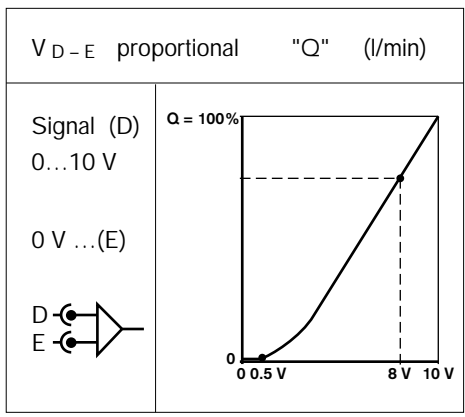 V D – E proportional "Q" (l/min)
Signal (D)
0...10 V
0 V ...(E)
D
E
Q = 100%
0
0 0.5 V 8 V 10 V